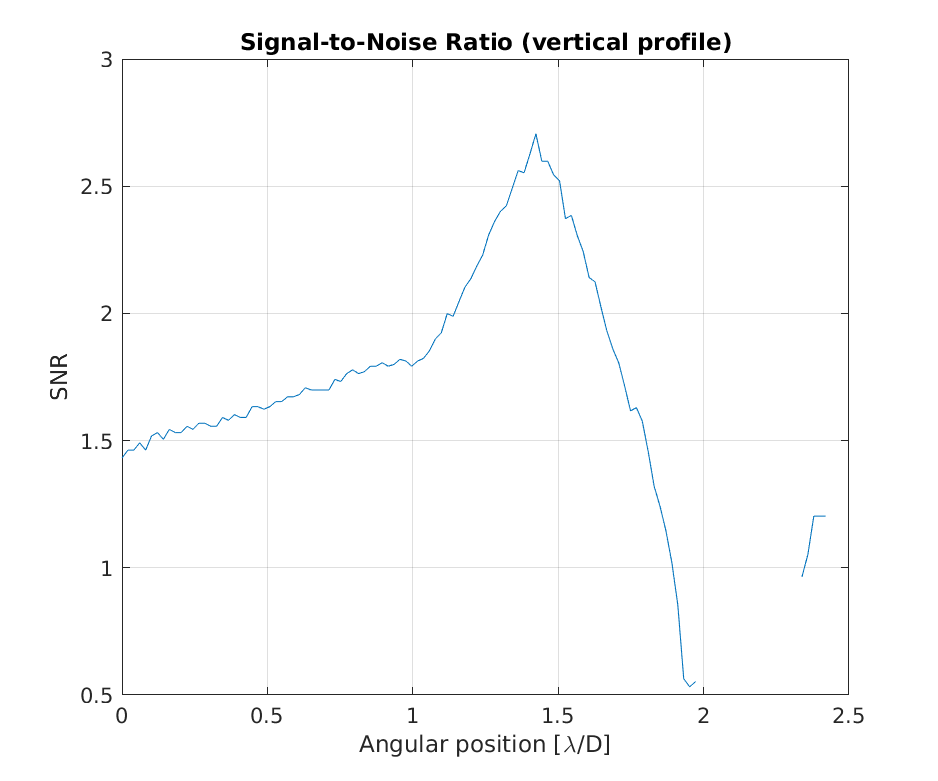 Signal-to-Noise Ratio (vertical profile)
3
2.5
2
1.5
1
0.5
SNR
0 0.5 1 1.5 2 2.5
Angular position [λ/D]